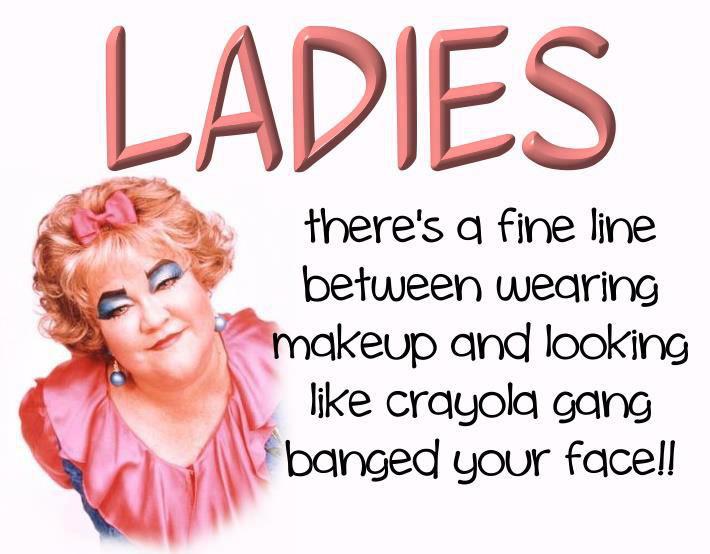 LADIES
there's a fine line
between wearing
makeup and looking
like crayola gang
banged your face!!